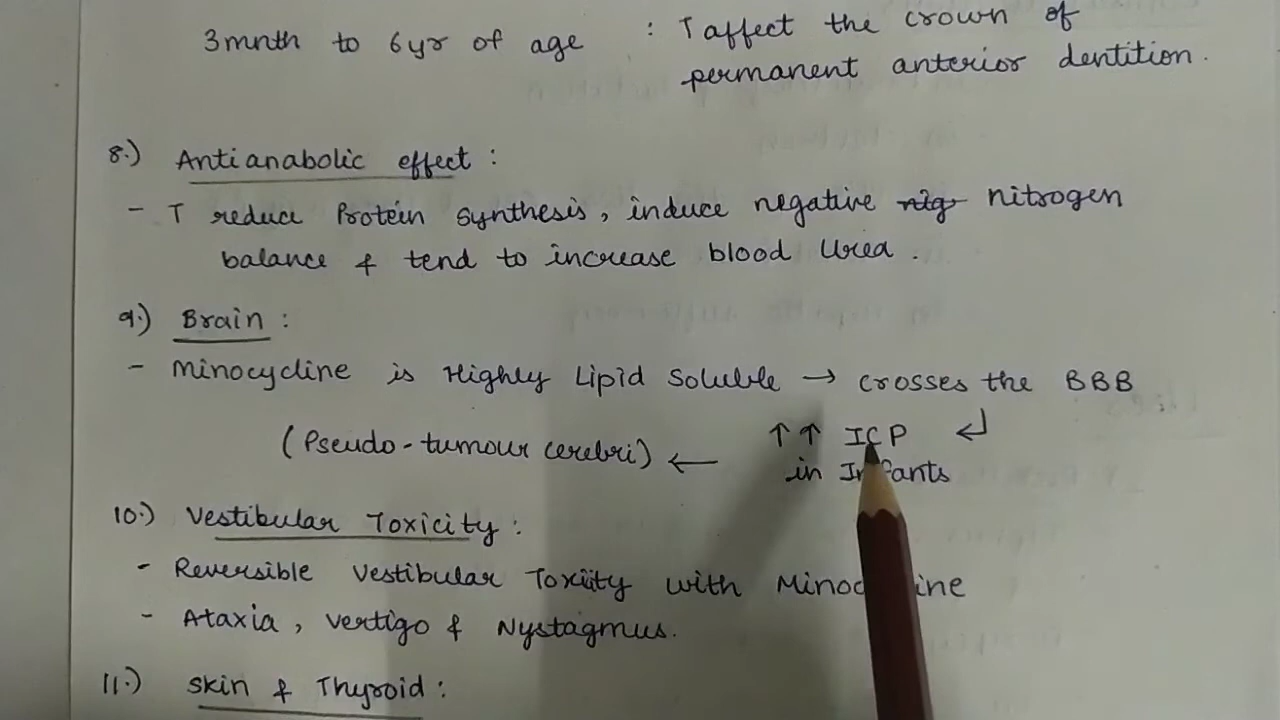 3mnth to 6yr of age : T affect the crown of
permanent anterior dentition.
8.) Antianabolic effect :
- T reduce Protein Synthesis, induce negative nig nitrogen
balance & tend to increase blood Urea.
9.) Brain :
- Minocycline is Highly Lipid Soluble → crosses the BBB
(Pseudo-tumour cerebri) ← ↑↑ ICP ↲
in Infants
10.) Vestibular Toxicity :
- Reversible Vestibular Toxiity with
- Ataxia, Vertigo & Nystagmus.
11.) Skin & Thyroid :